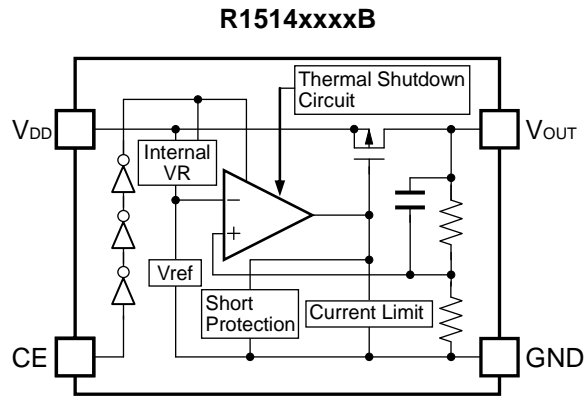 R1514xxxxB
Thermal Shutdown
Circuit
VDD
VOUT
Internal
VR
−
+
Vref
Short
Protection
Current Limit
CE
GND